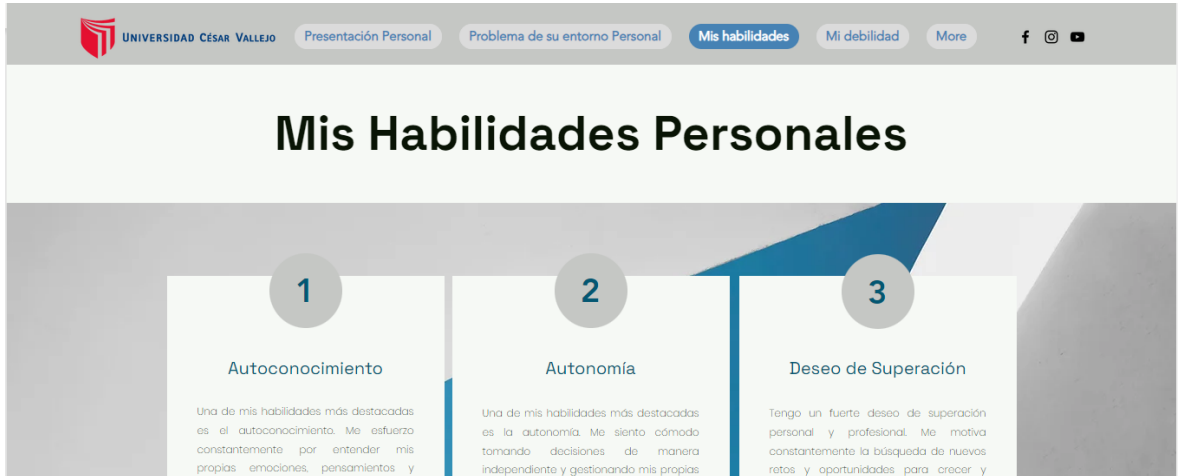 UNIVERSIDAD CÉSAR VALLEJO
Presentación Personal
Problema de su entorno Personal
Mis habilidades
Mi debilidad
More
Mis Habilidades Personales
1
Autoconocimiento
Una de mis habilidades más destacadas
es el autoconocimiento. Me esfuerzo
constantemente por entender mis
propias emociones, pensamientos y
2
Autonomía
Una de mis habilidades más destacadas
es la autonomía. Me siento cómodo
tomando decisiones de manera
independiente y gestionando mis propias
3
Deseo de Superación
Tengo un fuerte deseo de superación
personal y profesional. Me motiva
constantemente la búsqueda de nuevos
retos y oportunidades para crecer y